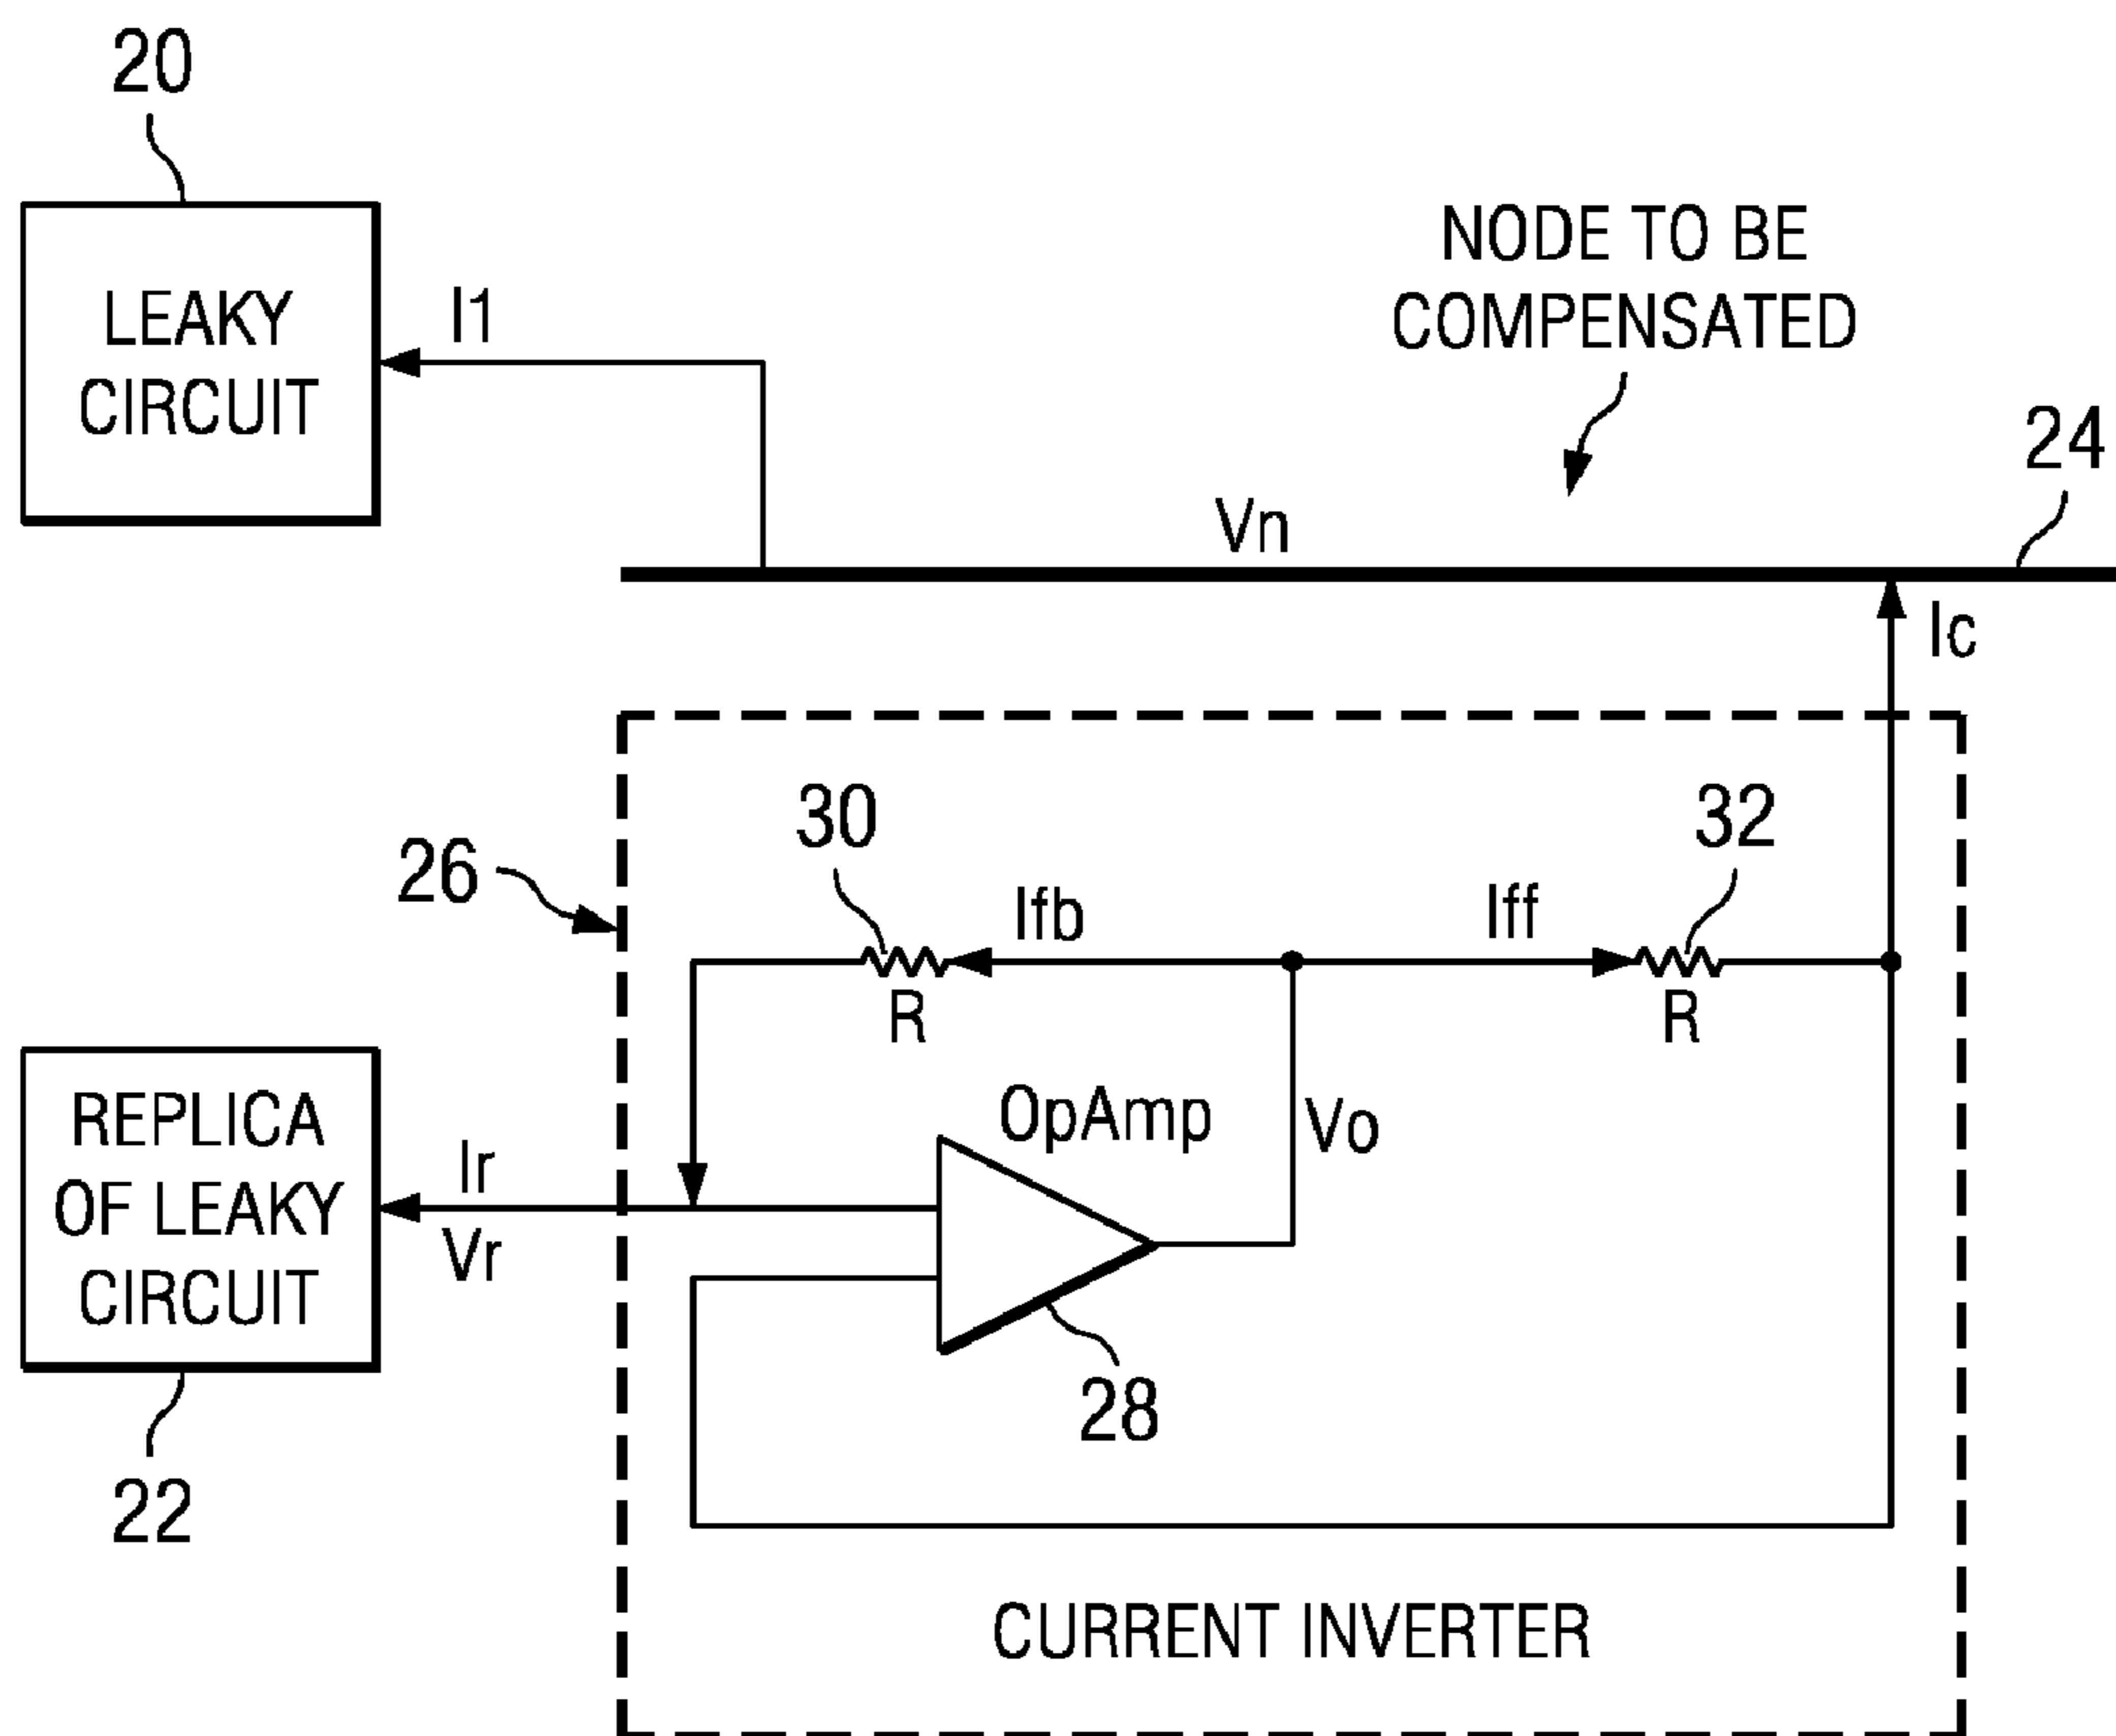 20
LEAKY
CIRCUIT
I1
NODE TO BE
COMPENSATED
24
Vn
Ic
26
30
Ifb
Iff
32
R
R
OpAmp
Vo
REPLICA
OF LEAKY
CIRCUIT
Ir
Vr
28
22
CURRENT INVERTER